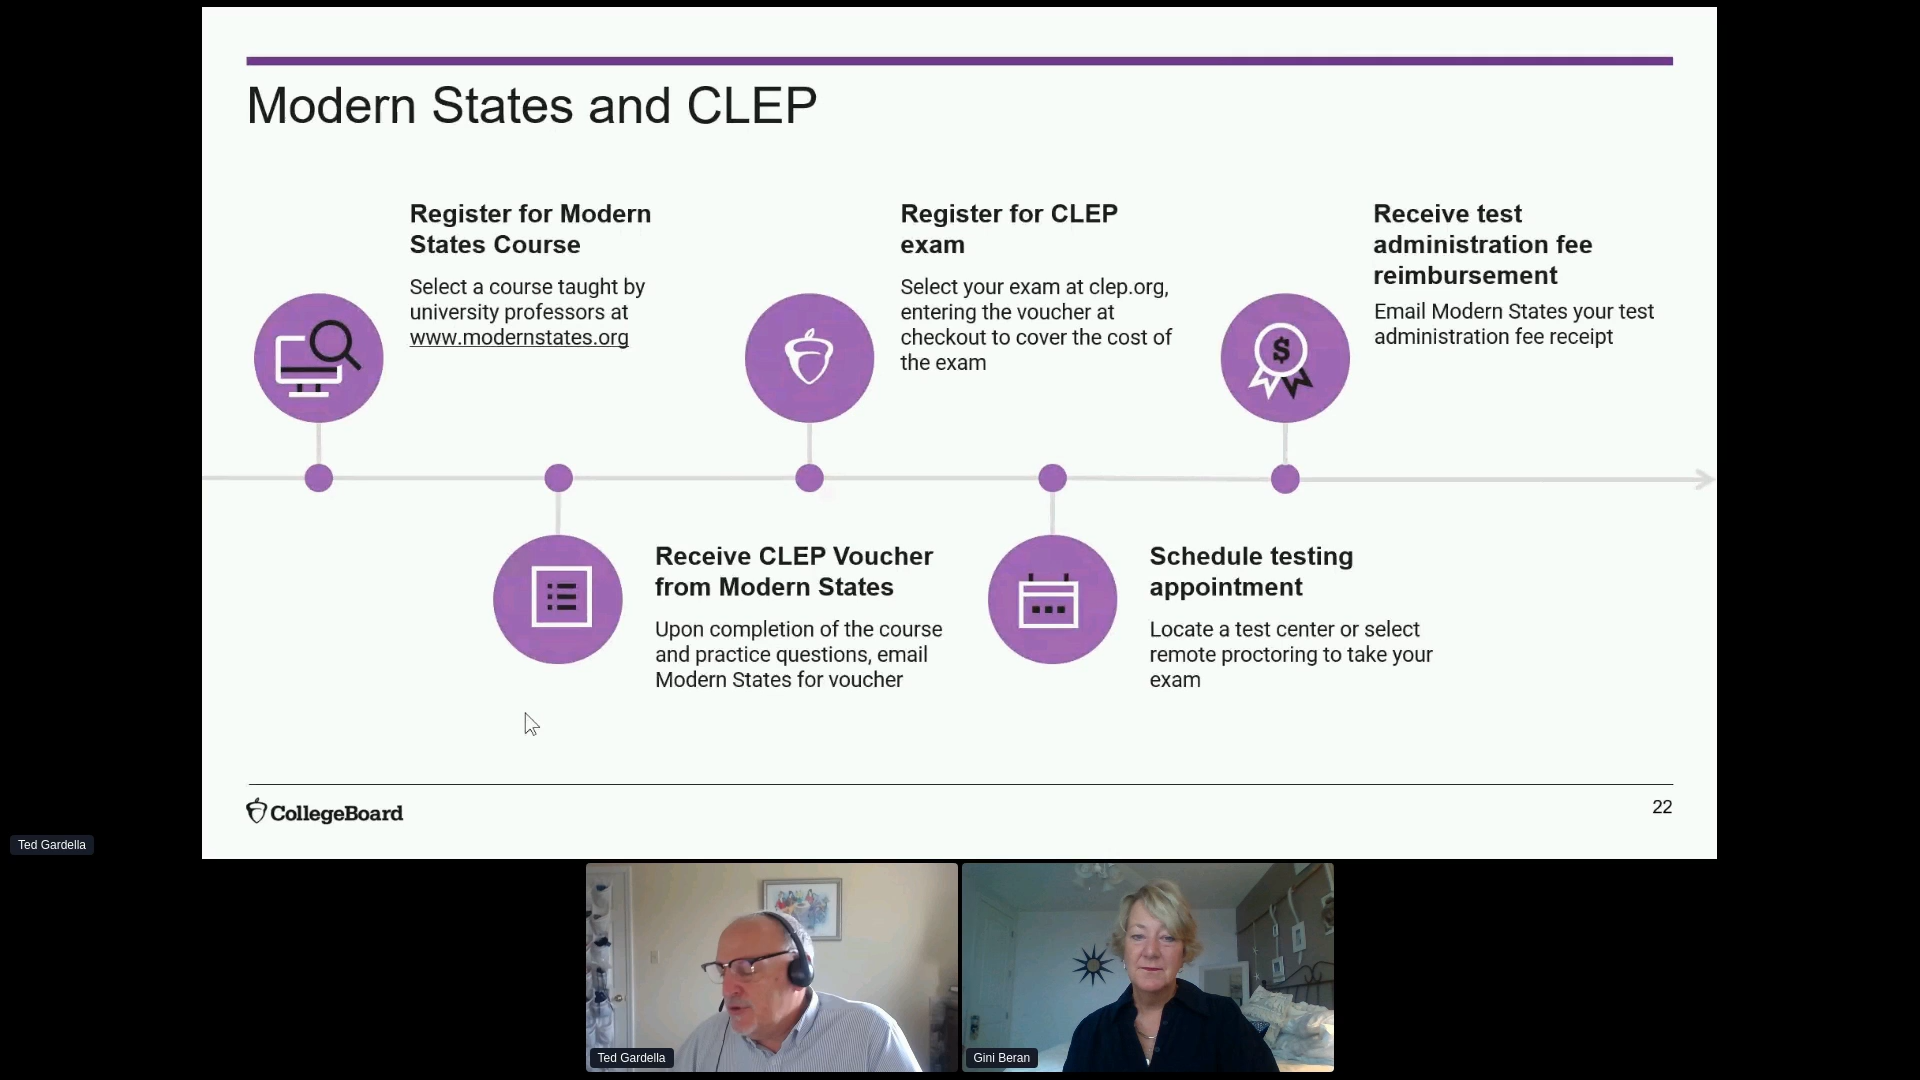 Modern States and CLEP
Register for Modern
States Course
Select a course taught by
university professors at
www.modernstates.org
Register for CLEP
exam
Select your exam at clep.org,
entering the voucher at
checkout to cover the cost of
the exam
Receive test
administration fee
reimbursement
Email Modern States your test
administration fee receipt
$
Receive CLEP Voucher
from Modern States
Upon completion of the course
and practice questions, email
Modern States for voucher
Schedule testing
appointment
Locate a test center or select
remote proctoring to take your
exam
CollegeBoard
22
Ted Gardella
Ted Gardella
Gini Beran